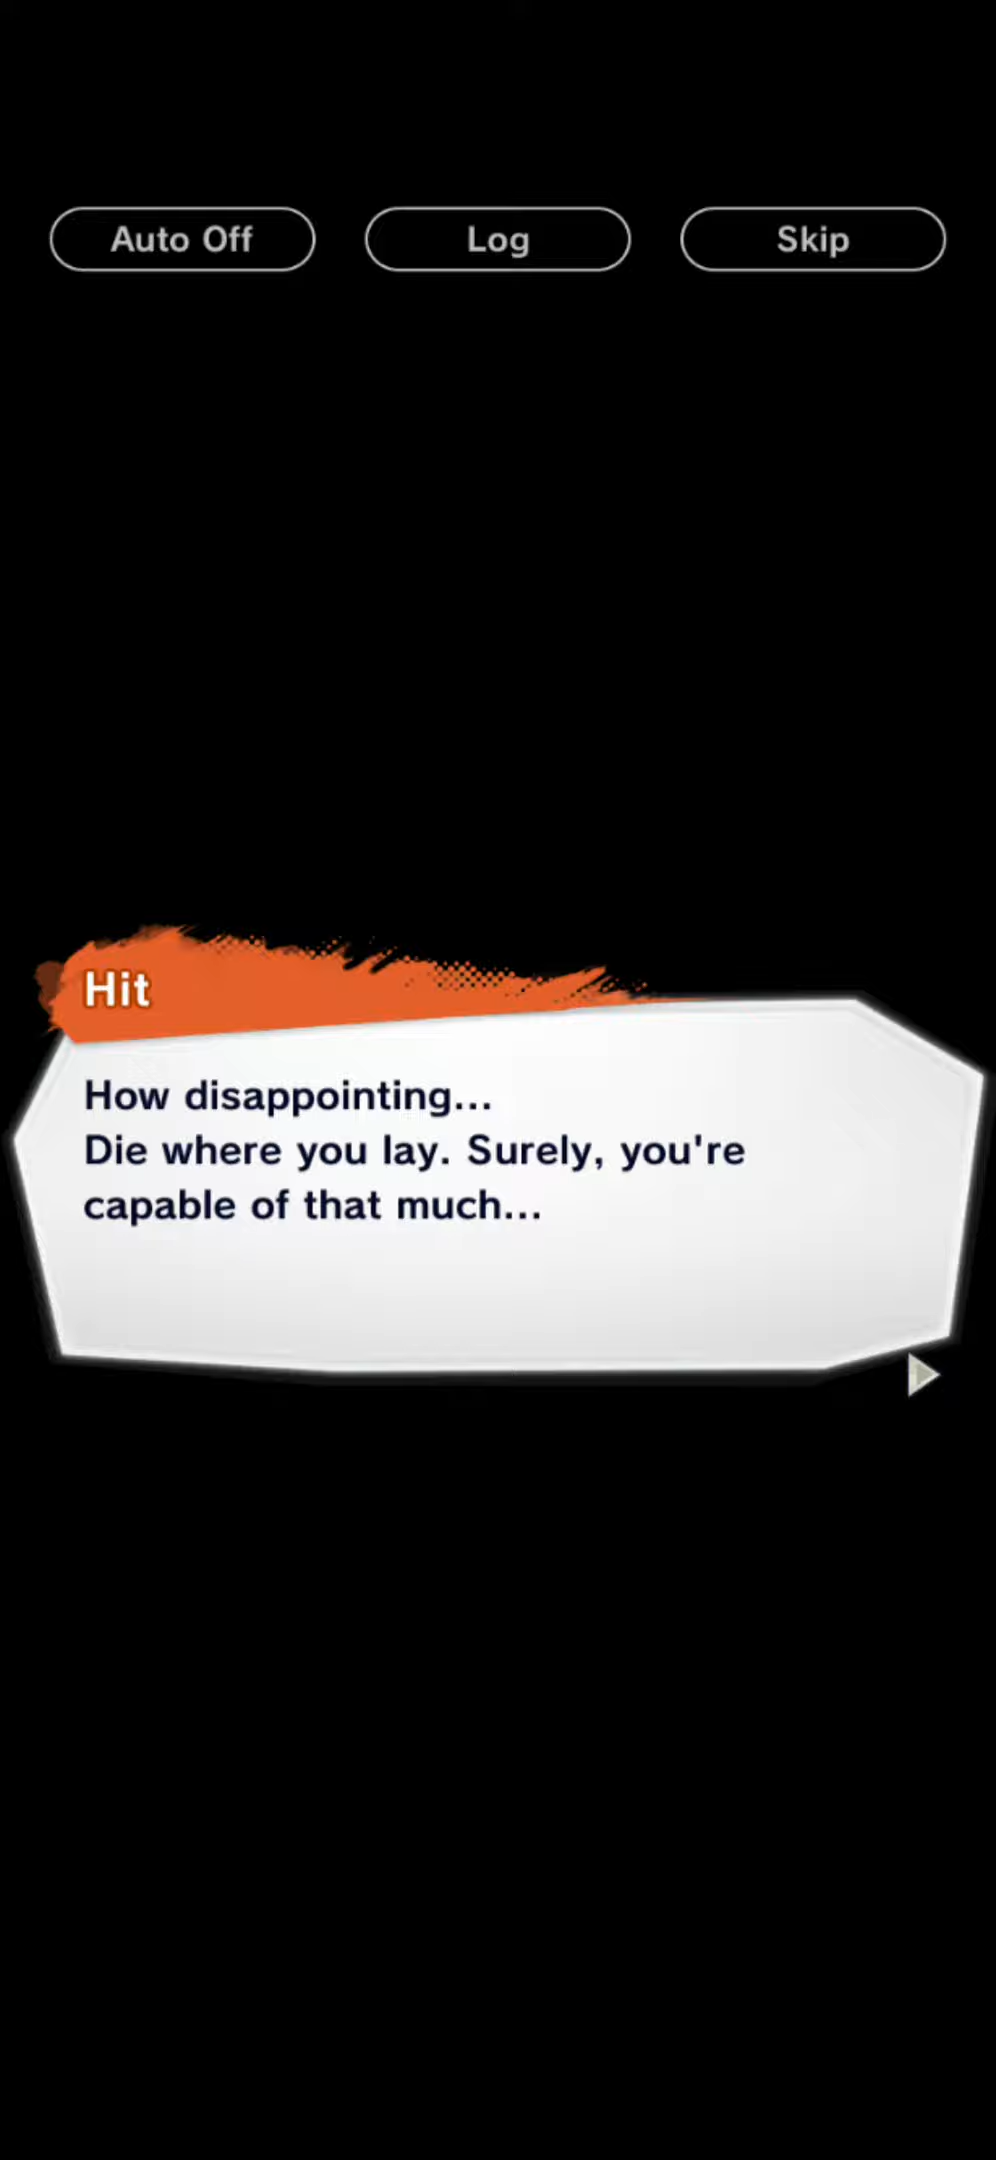 Auto Off
Log
Skip
Hit
How disappointing...
Die where you lay. Surely, you're
capable of that much...